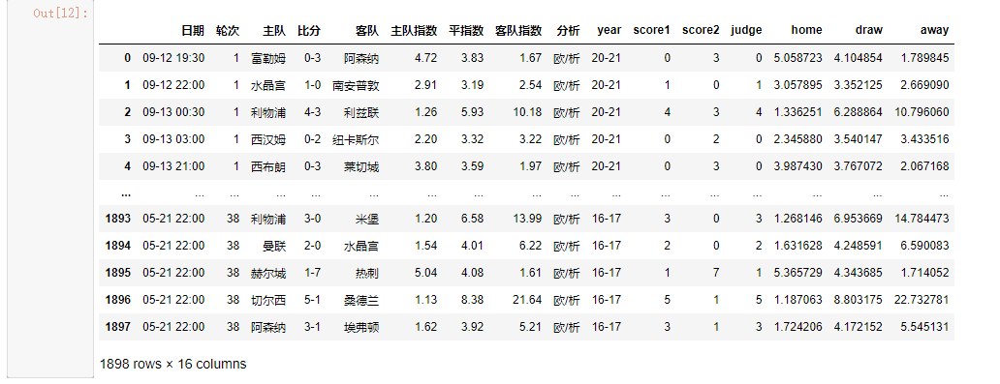 Out[12]:
日期 轮次 主队 比分 客队 主队指数 平指数 客队指数 分析 year score1 score2 judge home draw away
0 09-12 19:30 1 富勒姆 0-3 阿森纳 4.72 3.83 1.67 欧/析 20-21 0 3 0 5.058723 4.104854 1.789845
1 09-12 22:00 1 水晶宫 1-0 南安普敦 2.91 3.19 2.54 欧/析 20-21 1 0 1 3.057895 3.352125 2.669090
2 09-13 00:30 1 利物浦 4-3 利兹联 1.26 5.93 10.18 欧/析 20-21 4 3 4 1.336251 6.288864 10.796060
3 09-13 03:00 1 西汉姆 0-2 纽卡斯尔 2.20 3.32 3.22 欧/析 20-21 0 2 0 2.345880 3.540147 3.433516
4 09-13 21:00 1 西布朗 0-3 莱切城 3.80 3.59 1.97 欧/析 20-21 0 3 0 3.987430 3.767072 2.067168
... ... ... ... ... ... ... ... ... ... ... ... ... ... ... ... ...
1893 05-21 22:00 38 利物浦 3-0 米堡 1.20 6.58 13.99 欧/析 16-17 3 0 3 1.268146 6.953669 14.784473
1894 05-21 22:00 38 曼联 2-0 水晶宫 1.54 4.01 6.22 欧/析 16-17 2 0 2 1.631628 4.248591 6.590083
1895 05-21 22:00 38 赫尔城 1-7 热刺 5.04 4.08 1.61 欧/析 16-17 1 7 1 5.365729 4.343685 1.714052
1896 05-21 22:00 38 切尔西 5-1 桑德兰 1.13 8.38 21.64 欧/析 16-17 5 1 5 1.187063 8.803175 22.732781
1897 05-21 22:00 38 阿森纳 3-1 埃弗顿 1.62 3.92 5.21 欧/析 16-17 3 1 3 1.724206 4.172152 5.545131
1898 rows × 16 columns